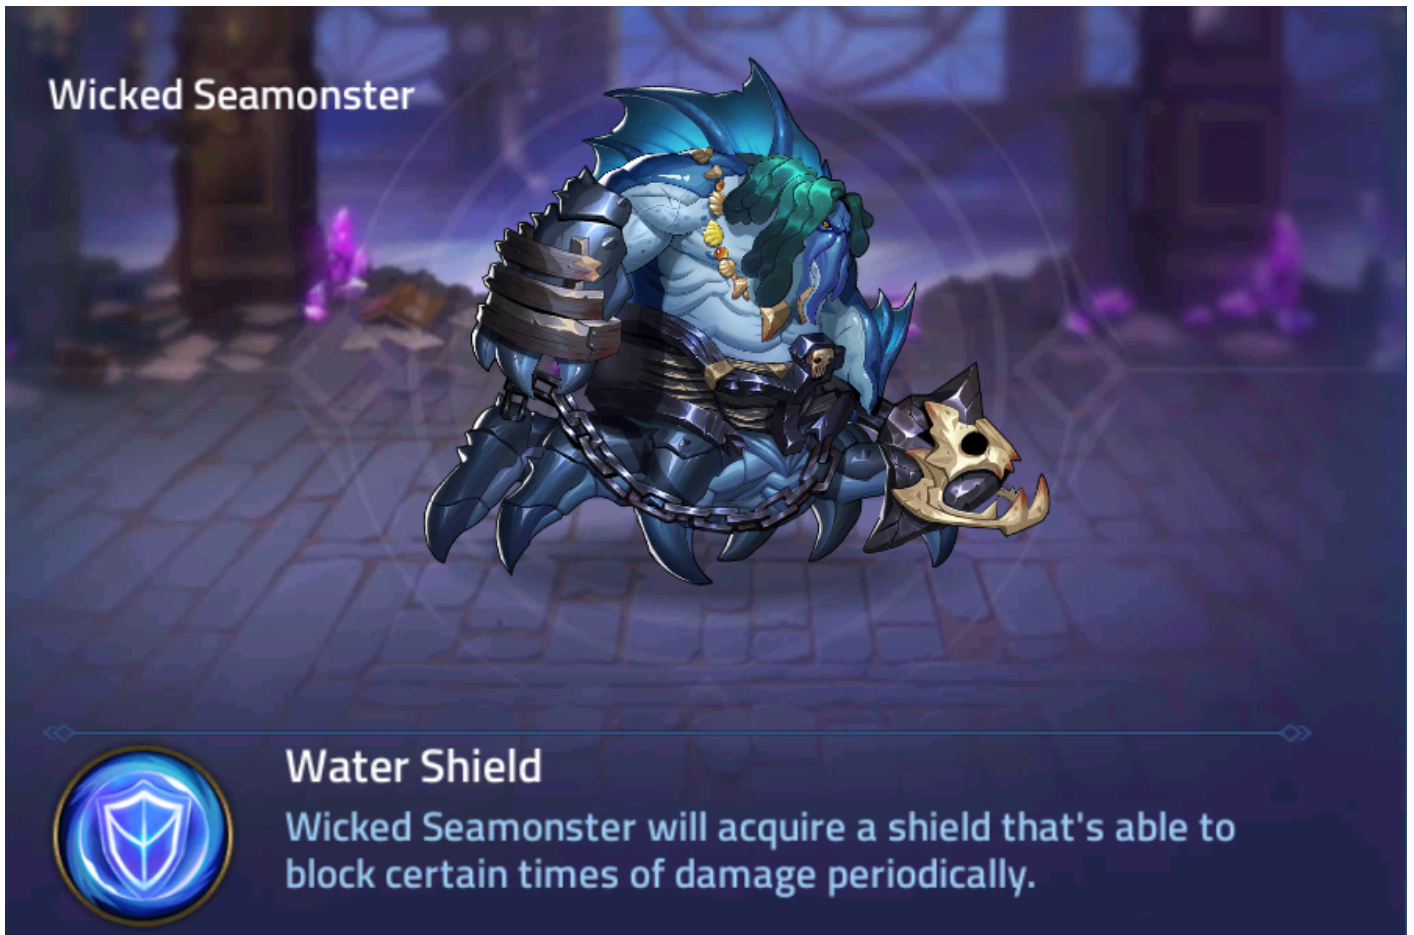 Wicked Seamonster
Water Shield
Wicked Seamonster will acquire a shield that's able to
block certain times of damage periodically.